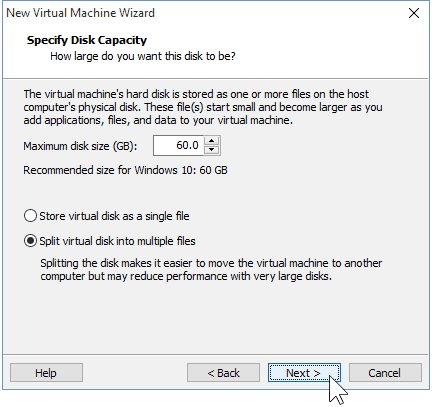 New Virtual Machine Wizard
Specify Disk Capacity
How large do you want this disk to be?
The virtual machine's hard disk is stored as one or more files on the host
computer's physical disk. These file(s) start small and become larger as you
add applications, files, and data to your virtual machine.
Maximum disk size (GB): 60.0
Recommended size for Windows 10: 60 GB
Store virtual disk as a single file
Split virtual disk into multiple files
Splitting the disk makes it easier to move the virtual machine to another
computer but may reduce performance with very large disks.
Help < Back Next > Cancel